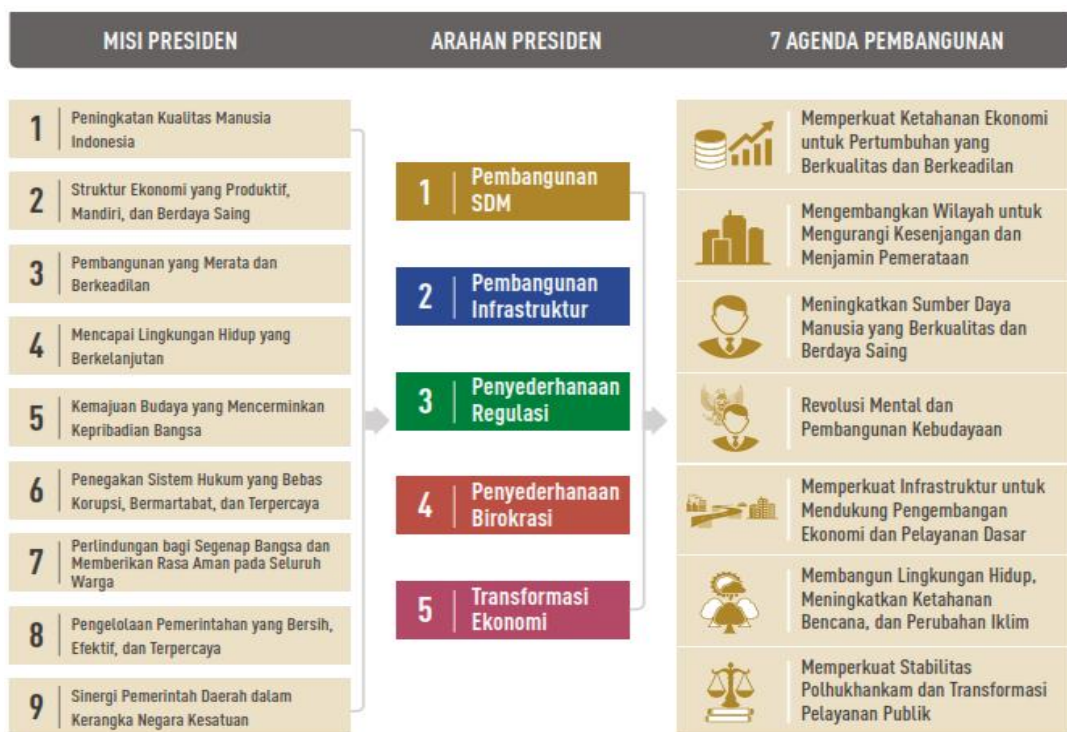 MISI PRESIDEN
ARAHAN PRESIDEN
7 AGENDA PEMBANGUNAN
1
Peningkatan Kualitas Manusia
Indonesia
2
Struktur Ekonomi yang Produktif,
Mandiri, dan Berdaya Saing
3
Pembangunan yang Merata dan
Berkeadilan
4
Mencapai Lingkungan Hidup yang
Berkelanjutan
5
Kemajuan Budaya yang Mencerminkan
Kepribadian Bangsa
6
Penegakan Sistem Hukum yang Bebas
Korupsi, Bermartabat, dan Terpercaya
7
Perlindungan bagi Segenap Bangsa dan
Memberikan Rasa Aman pada Seluruh
Warga
8
Pengelolaan Pemerintahan yang Bersih,
Efektif, dan Terpercaya
9
Sinergi Pemerintah Daerah dalam
Kerangka Negara Kesatuan
1
Pembangunan
SDM
2
Pembangunan
Infrastruktur
3
Penyederhanaan
Regulasi
4
Penyederhanaan
Birokrasi
5
Transformasi
Ekonomi
Memperkuat Ketahanan Ekonomi
untuk Pertumbuhan yang
Berkualitas dan Berkeadilan
Mengembangkan Wilayah untuk
Mengurangi Kesenjangan dan
Menjamin Pemerataan
Meningkatkan Sumber Daya
Manusia yang Berkualitas dan
Berdaya Saing
Revolusi Mental dan
Pembangunan Kebudayaan
Memperkuat Infrastruktur untuk
Mendukung Pengembangan
Ekonomi dan Pelayanan Dasar
Membangun Lingkungan Hidup,
Meningkatkan Ketahanan
Bencana, dan Perubahan Iklim
Memperkuat Stabilitas
Polhukhankam dan Transformasi
Pelayanan Publik